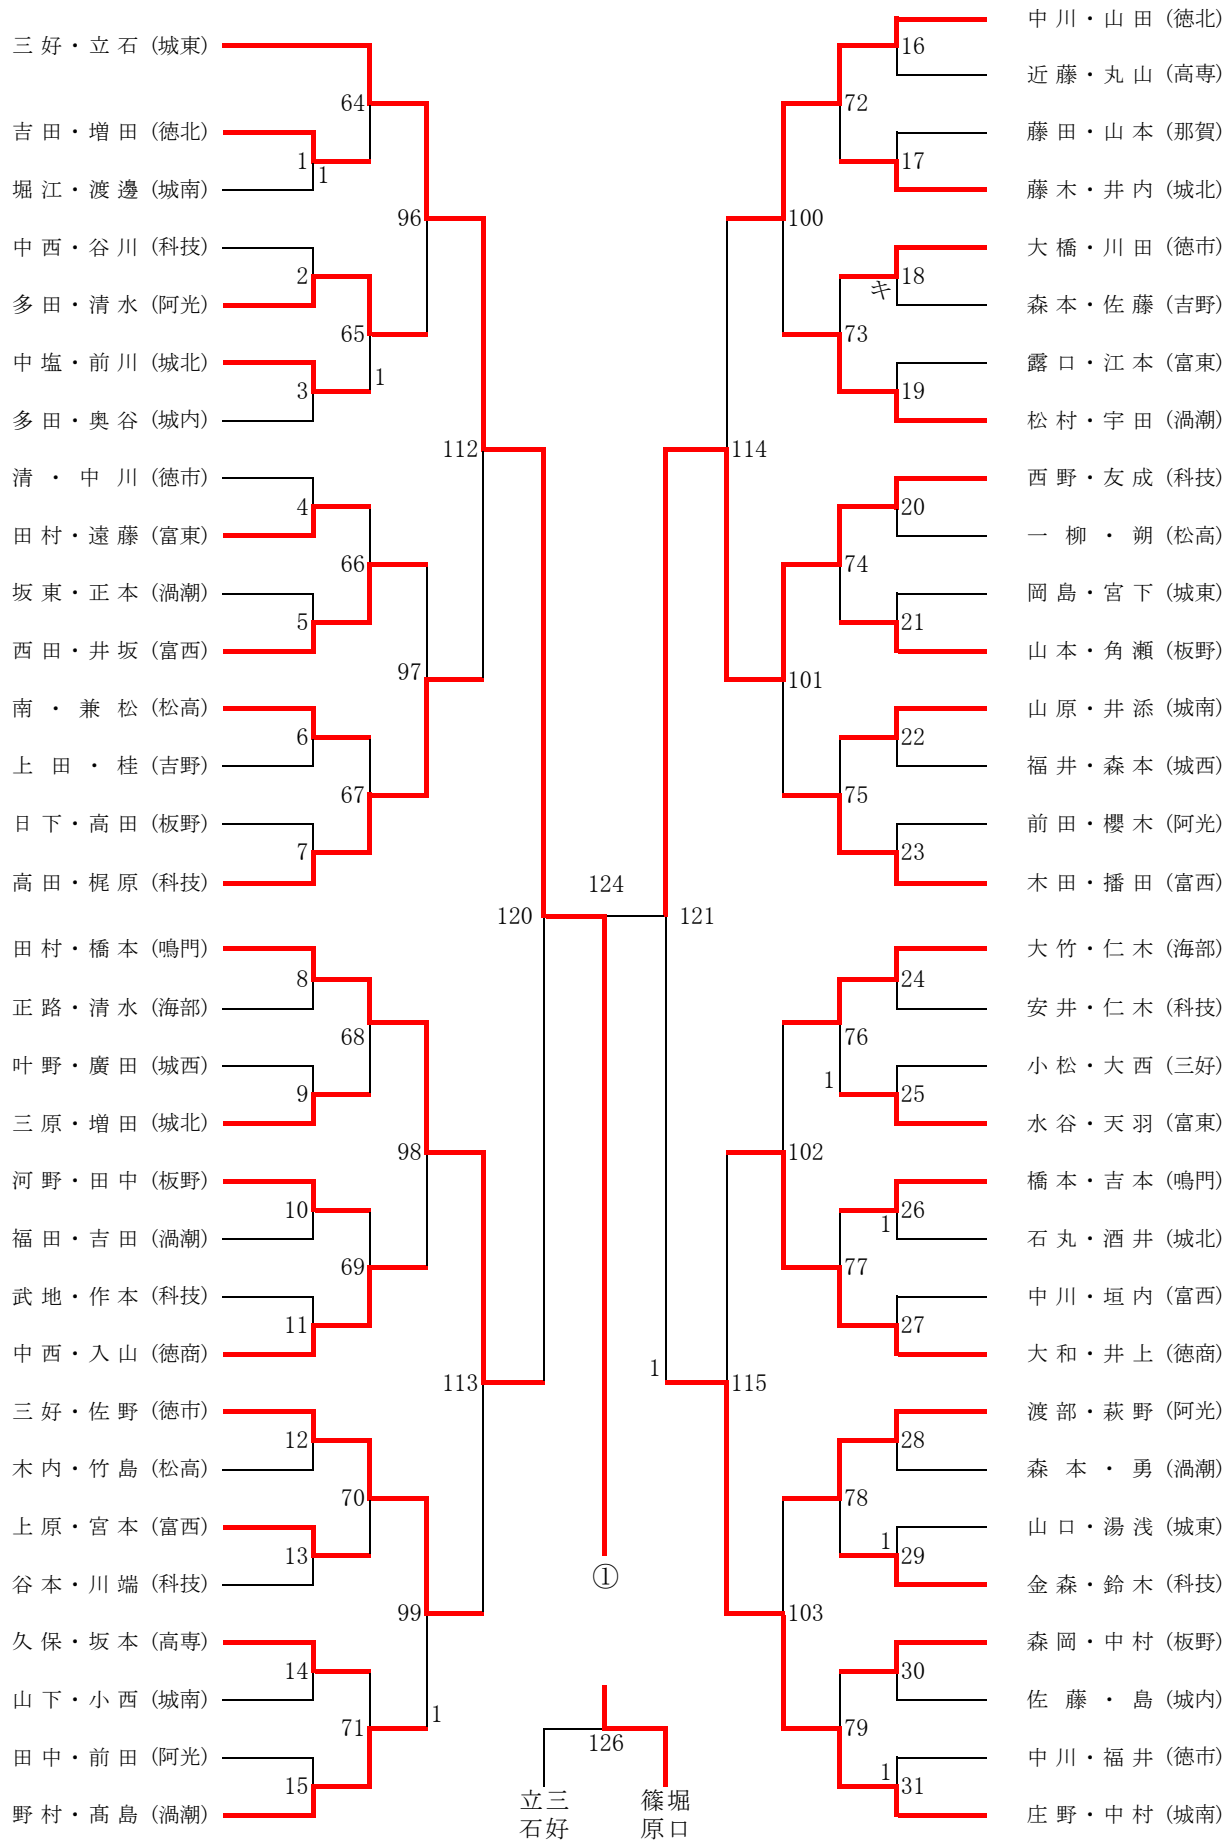 三好・立石 (城東)
吉田・増田 (徳北)
堀江・渡邊 (城南)
中西・谷川 (科技)
多田・清水 (阿光)
中塩・前川 (城北)
多田・奥谷 (城内)
清・中川 (徳市)
田村・遠藤 (富東)
坂東・正本 (渦潮)
西田・井坂 (富西)
南・兼松 (松高)
上田・桂 (吉野)
日下・高田 (板野)
高田・梶原 (科技)
田村・橋本 (鳴門)
正路・清水 (海部)
叶野・廣田 (城西)
三原・増田 (城北)
河野・田中 (板野)
福田・吉田 (渦潮)
武地・作本 (科技)
中西・入山 (徳商)
三好・佐野 (徳市)
木内・竹島 (松高)
上原・宮本 (富西)
谷本・川端 (科技)
久保・坂本 (高専)
山下・小西 (城南)
田中・前田 (阿光)
野村・髙島 (渦潮)
1
1
2
3
4
5
6
7
8
9
10
11
12
13
14
15
64
65
1
66
67
68
69
70
71
96
97
98
99
1
112
113
120
124
121
①
126
立石
三好
篠原
堀口
114
1
115
100
101
102
103
72
73
74
75
76
1
77
78
79
16
17
18
キ
19
20
21
22
23
24
25
26
1
27
28
1
29
30
1
31
中川・山田 (徳北)
近藤・丸山 (高専)
藤田・山本 (那賀)
藤木・井内 (城北)
大橋・川田 (徳市)
森本・佐藤 (吉野)
露口・江本 (富東)
松村・宇田 (渦潮)
西野・友成 (科技)
一柳・朔 (松高)
岡島・宮下 (城東)
山本・角瀬 (板野)
山原・井添 (城南)
福井・森本 (城西)
前田・櫻木 (阿光)
木田・播田 (富西)
大竹・仁木 (海部)
安井・仁木 (科技)
小松・大西 (三好)
水谷・天羽 (富東)
橋本・吉本 (鳴門)
石丸・酒井 (城北)
中川・垣内 (富西)
大和・井上 (徳商)
渡部・萩野 (阿光)
森本・勇 (渦潮)
山口・湯浅 (城東)
金森・鈴木 (科技)
森岡・中村 (板野)
佐藤・島 (城内)
中川・福井 (徳市)
庄野・中村 (城南)